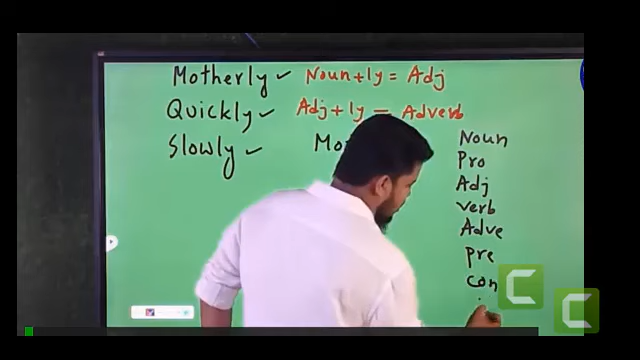 Motherly ✓ Noun+ly = Adj
Quickly ✓ Adj+ly = Adverb
Slowly ✓
Noun
Pro
Adj
verb
Adve
pre
con